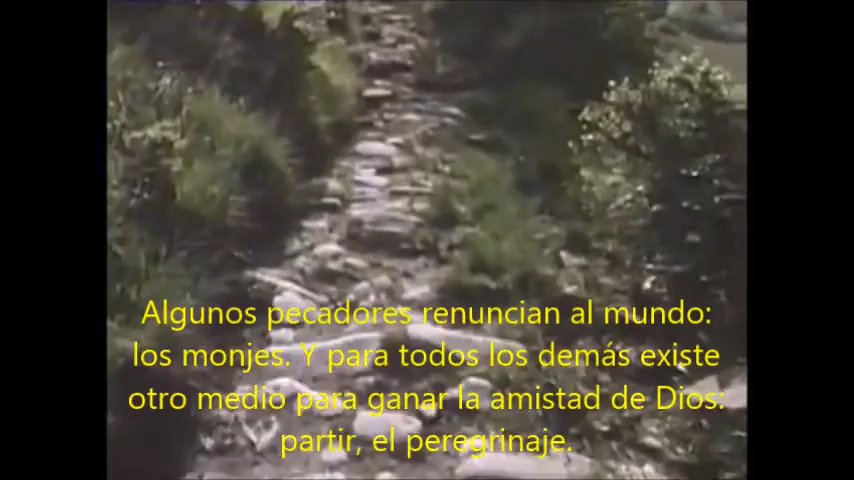 Algunos pecadores renuncian al mundo:
los monjes. Y para todos los demás existe
otro medio para ganar la amistad de Dios:
partir, el peregrinaje.